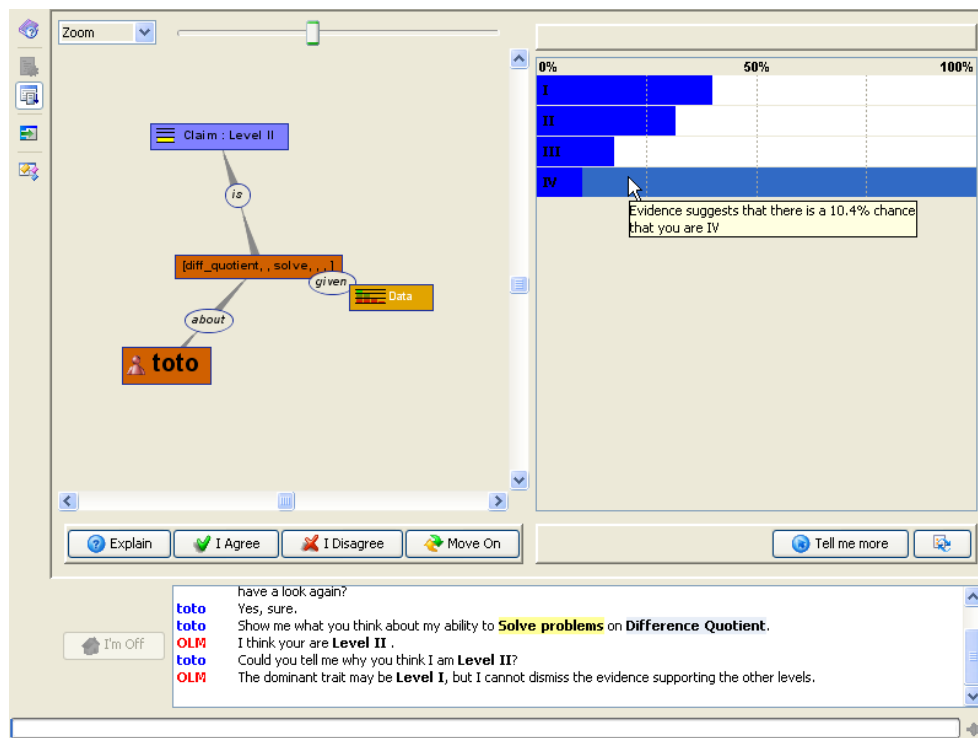 Zoom
0% 50% 100%
I
II
III
IV
Evidence suggests that there is a 10.4% chance
that you are IV
Claim : Level II
is
[diff_quotient, , solve, , , ]
given
Data
about
toto
Explain
I Agree
I Disagree
Move On
Tell me more
have a look again?
toto Yes, sure.
toto Show me what you think about my ability to Solve problems on Difference Quotient.
OLM I think your are Level II .
toto Could you tell me why you think I am Level II?
OLM The dominant trait may be Level I, but I cannot dismiss the evidence supporting the other levels.
I'm Off